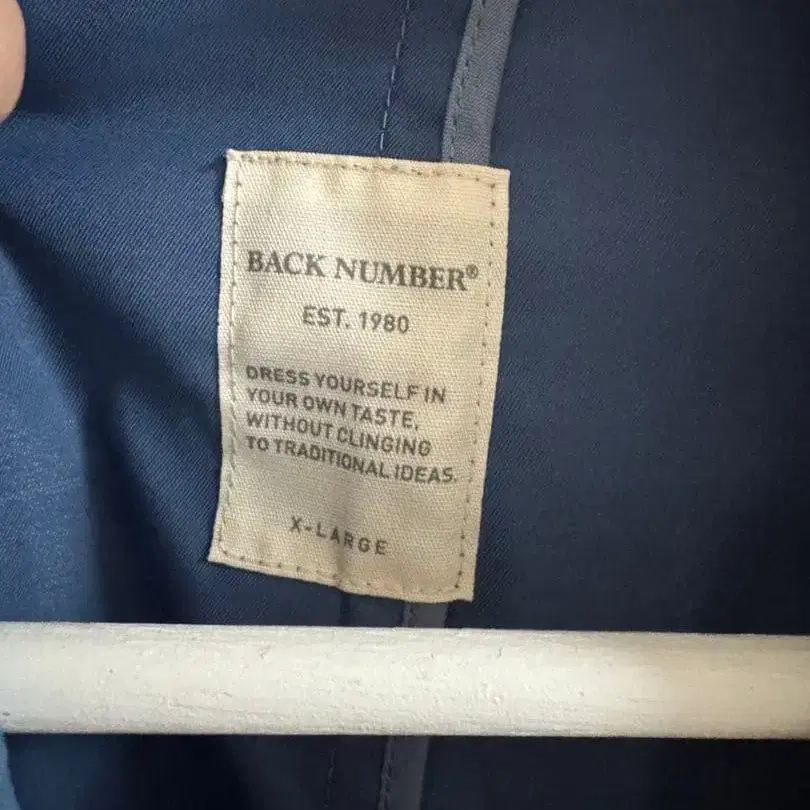 BACK NUMBER®
EST. 1980
DRESS YOURSELF IN
YOUR OWN TASTE,
WITHOUT CLINGING
TO TRADITIONAL IDEAS.
X-LARGE